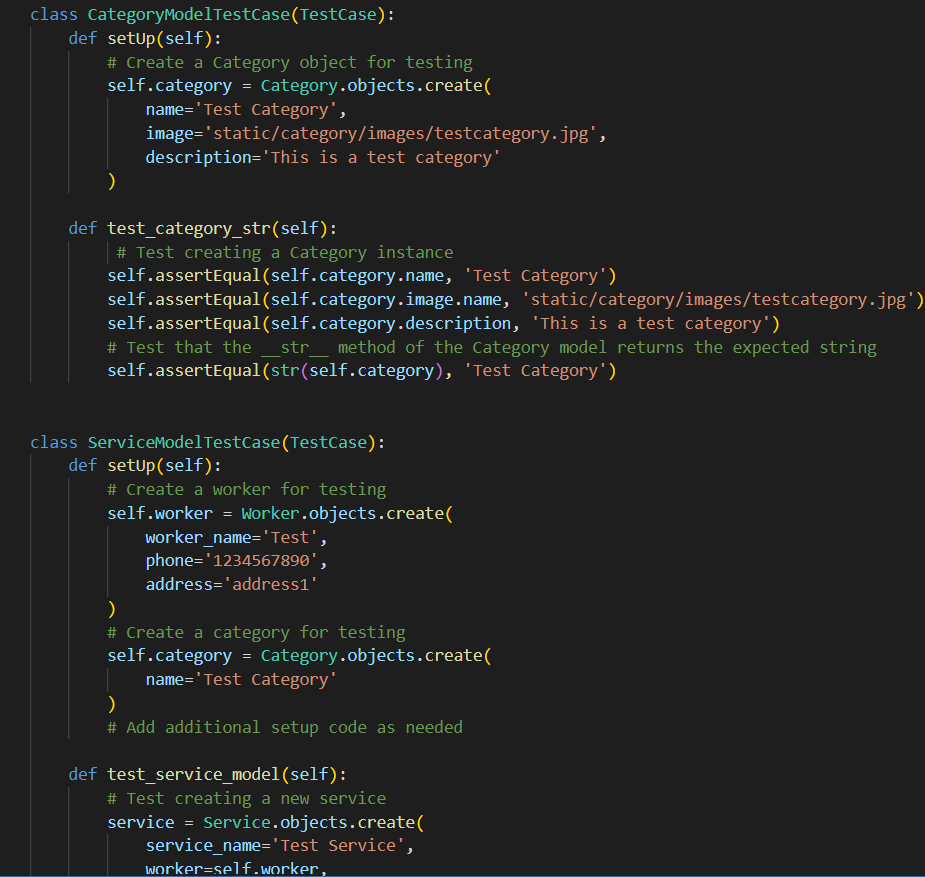 class CategoryModelTestCase(TestCase):
    def setUp(self):
        # Create a Category object for testing
        self.category = Category.objects.create(
            name='Test Category',
            image='static/category/images/testcategory.jpg',
            description='This is a test category'
        )

    def test_category_str(self):
         # Test creating a Category instance
        self.assertEqual(self.category.name, 'Test Category')
        self.assertEqual(self.category.image.name, 'static/category/images/testcategory.jpg')
        self.assertEqual(self.category.description, 'This is a test category')
        # Test that the __str__ method of the Category model returns the expected string
        self.assertEqual(str(self.category), 'Test Category')


class ServiceModelTestCase(TestCase):
    def setUp(self):
        # Create a worker for testing
        self.worker = Worker.objects.create(
            worker_name='Test',
            phone='1234567890',
            address='address1'
        )
        # Create a category for testing
        self.category = Category.objects.create(
            name='Test Category'
        )
        # Add additional setup code as needed

    def test_service_model(self):
        # Test creating a new service
        service = Service.objects.create(
            service_name='Test Service',
            worker=self.worker,